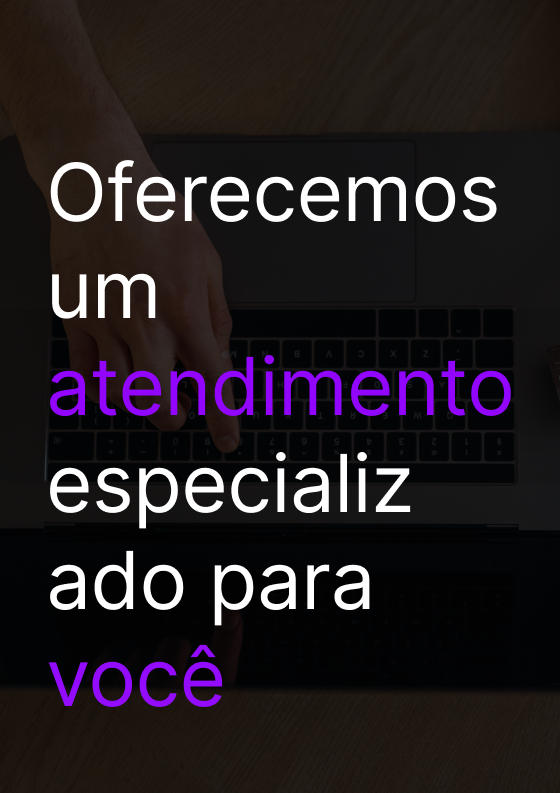 Oferecemos
um
atendimento
especializ
ado para
você